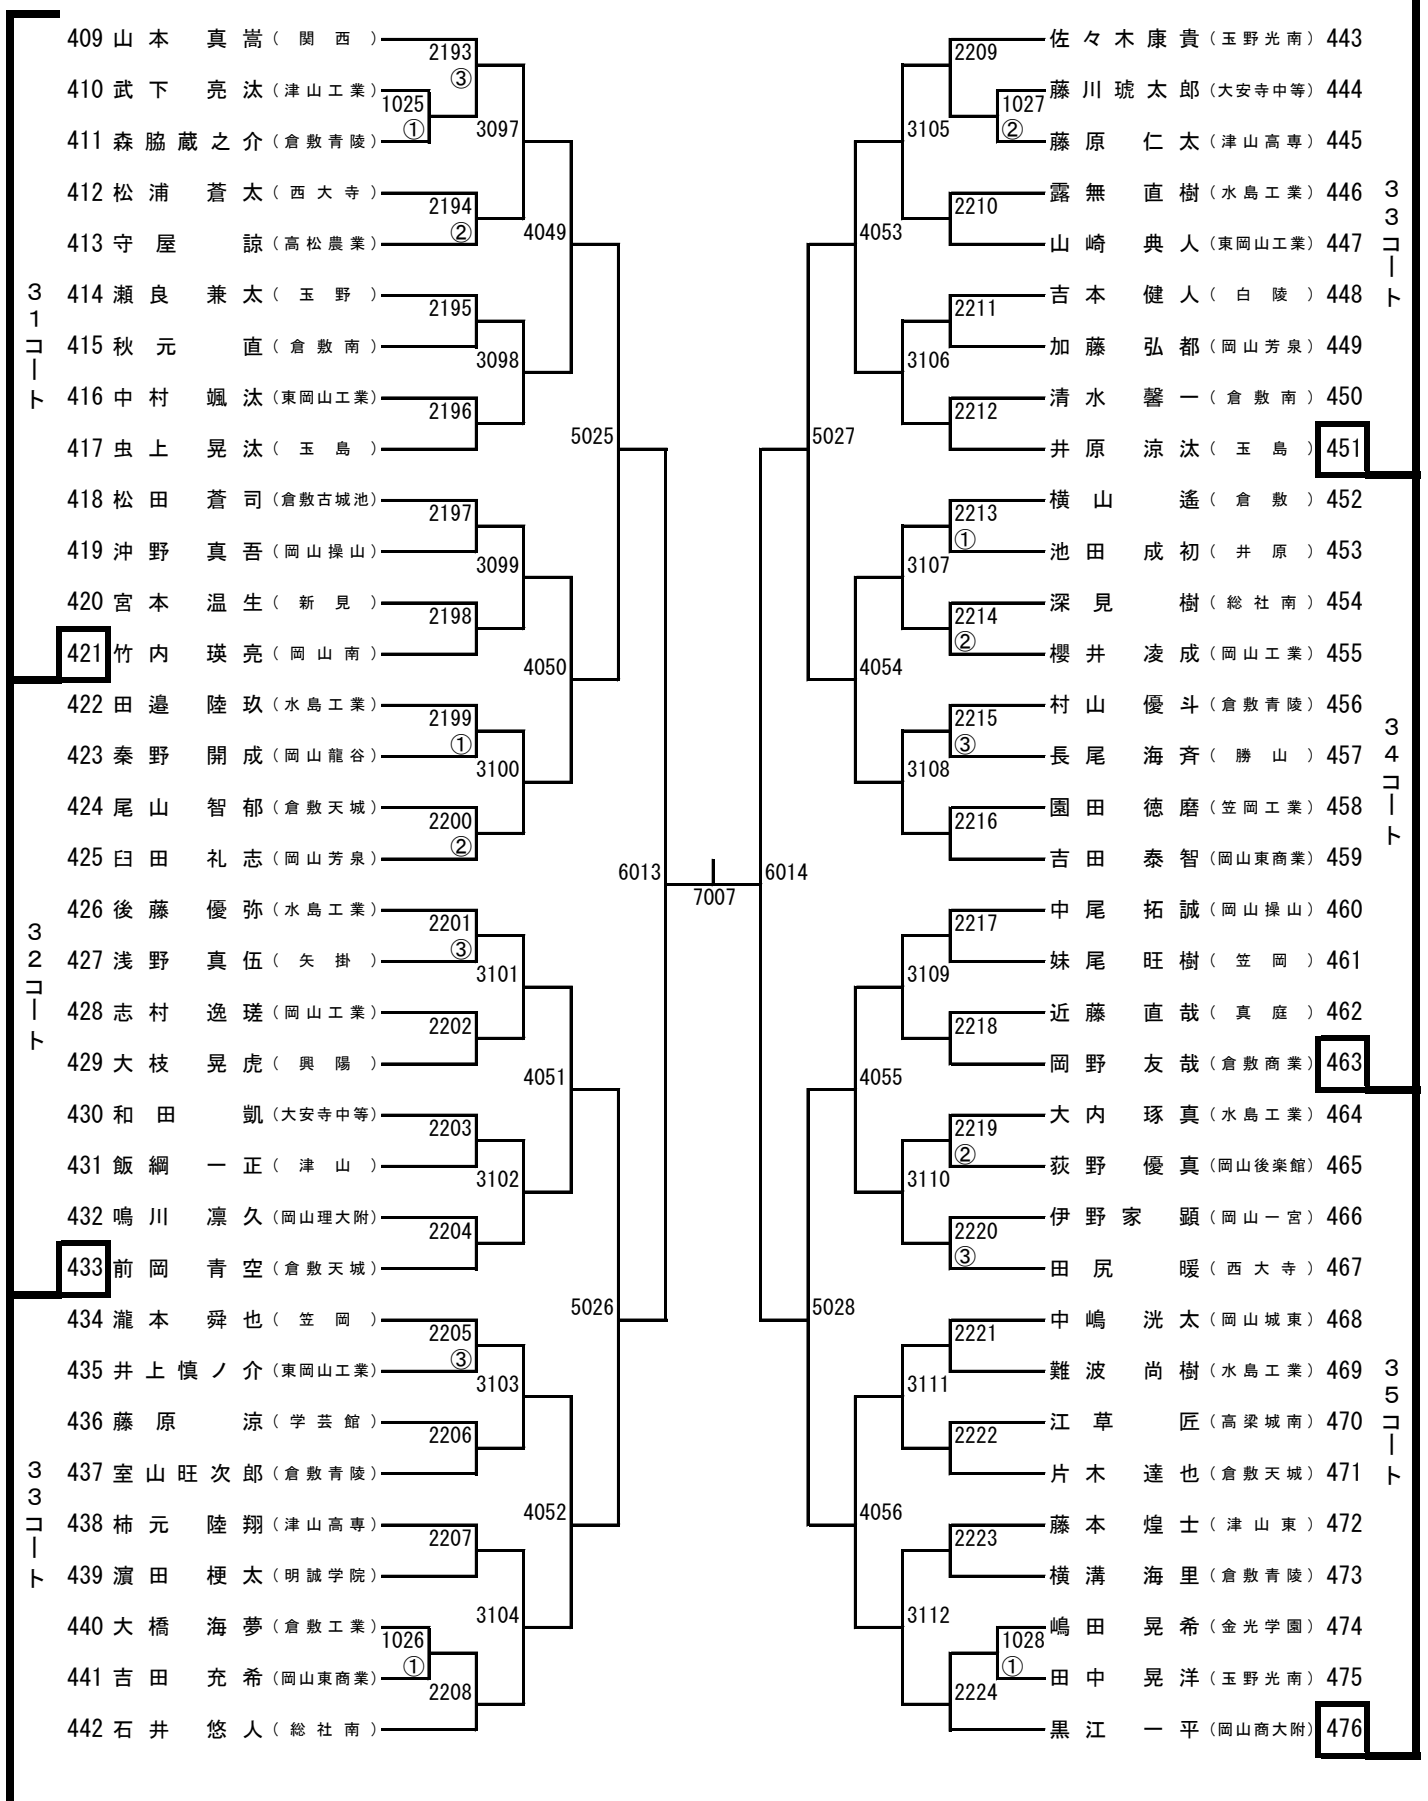 409 山本 真嵩 （関西）
410 武下 亮汰 （津山工業）
411 森脇蔵之介 （倉敷青陵）
412 松浦 蒼太 （西大寺）
413 守屋 諒 （高松農業）
414 瀬良 兼太 （玉野）
415 秋元 直 （倉敷南）
416 中村 颯汰 （東岡山工業）
417 虫上 晃汰 （玉島）
418 松田 蒼司 （倉敷古城池）
419 沖野 真吾 （岡山操山）
420 宮本 温生 （新見）
421 竹内 瑛亮 （岡山南）
422 田邉 陸玖 （水島工業）
423 秦野 開成 （岡山龍谷）
424 尾山 智郁 （倉敷天城）
425 臼田 礼志 （岡山芳泉）
426 後藤 優弥 （水島工業）
427 浅野 真伍 （矢掛）
428 志村 逸瑳 （岡山工業）
429 大枝 晃虎 （興陽）
430 和田 凱 （大安寺中等）
431 飯綱 一正 （津山）
432 鳴川 凛久 （岡山理大附）
433 前岡 青空 （倉敷天城）
434 瀧本 舜也 （笠岡）
435 井上慎ノ介 （東岡山工業）
436 藤原 涼 （学芸館）
437 室山旺次郎 （倉敷青陵）
438 柿元 陸翔 （津山高専）
439 濵田 梗太 （明誠学院）
440 大橋 海夢 （倉敷工業）
441 吉田 充希 （岡山東商業）
442 石井 悠人 （総社南）
31コート
32コート
33コート
1025 ①
1026 ①
2193 ③
2194 ②
2195
2196
2197
2198
2199 ①
2200 ②
2201 ③
2202
2203
2204
2205 ③
2206
2207
2208
3097
3098
3099
3100
3101
3102
3103
3104
4049
4050
4051
4052
5025
5026
6013
7007
6014
5027
5028
4053
4054
4055
4056
3105
3106
3107
3108
3109
3110
3111
3112
2209
2210
2211
2212
2213 ①
2214 ②
2215 ③
2216
2217
2218
2219 ②
2220 ③
2221
2222
2223
2224
1027 ②
1028 ①
佐々木康貴 （玉野光南） 443
藤川琥太郎 （大安寺中等） 444
藤原 仁太 （津山高専） 445
露無 直樹 （水島工業） 446
山崎 典人 （東岡山工業） 447
吉本 健人 （白陵） 448
加藤 弘都 （岡山芳泉） 449
清水 馨一 （倉敷南） 450
井原 涼汰 （玉島） 451
横山 遙 （倉敷） 452
池田 成初 （井原） 453
深見 樹 （総社南） 454
櫻井 凌成 （岡山工業） 455
村山 優斗 （倉敷青陵） 456
長尾 海斉 （勝山） 457
園田 徳磨 （笠岡工業） 458
吉田 泰智 （岡山東商業） 459
中尾 拓誠 （岡山操山） 460
妹尾 旺樹 （笠岡） 461
近藤 直哉 （真庭） 462
岡野 友哉 （倉敷商業） 463
大内 琢真 （水島工業） 464
荻野 優真 （岡山後楽館） 465
伊野家 顕 （岡山一宮） 466
田尻 暖 （西大寺） 467
中嶋 洸太 （岡山城東） 468
難波 尚樹 （水島工業） 469
江草 匠 （高梁城南） 470
片木 達也 （倉敷天城） 471
藤本 煌士 （津山東） 472
横溝 海里 （倉敷青陵） 473
嶋田 晃希 （金光学園） 474
田中 晃洋 （玉野光南） 475
黒江 一平 （岡山商大附） 476
33コート
34コート
35コート